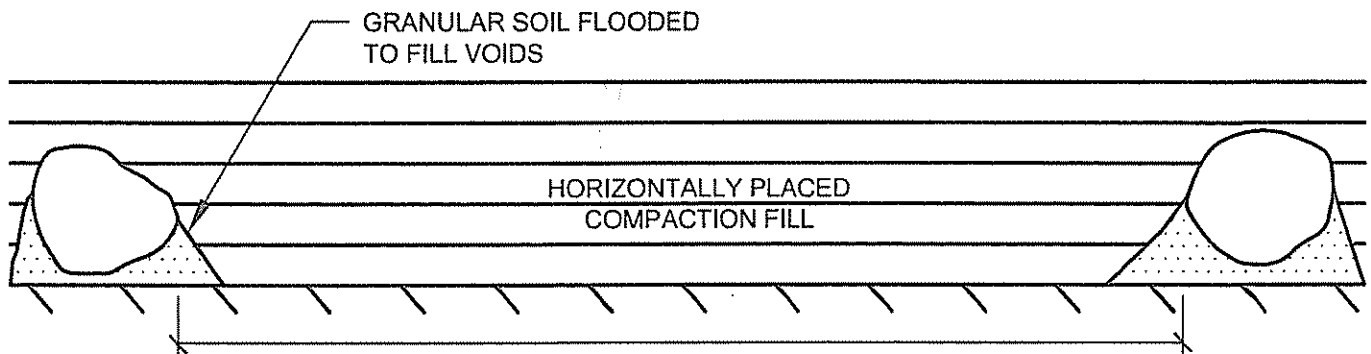 GRANULAR SOIL FLOODED
TO FILL VOIDS
HORIZONTALLY PLACED
COMPACTION FILL